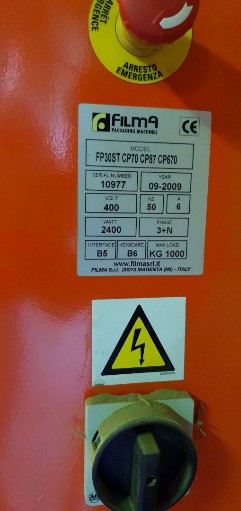 ARRÊT
EMERGENCY
ARRESTO
EMERGENZA
FILMA
PACKAGING MACHINES
CE
MODEL
FP30ST CP70 CP87 CP670
SERIAL NUMBER YEAR
10977 09-2009
VOLT HZ A
400 50 6
WATT PHASE
2400 3+N
INTERFACE KEYBOARD MAX LOAD
B5 B6 KG 1000
www.filmasrl.it
FILMA S.r.l. 20013 MAGENTA (MI) - ITALY